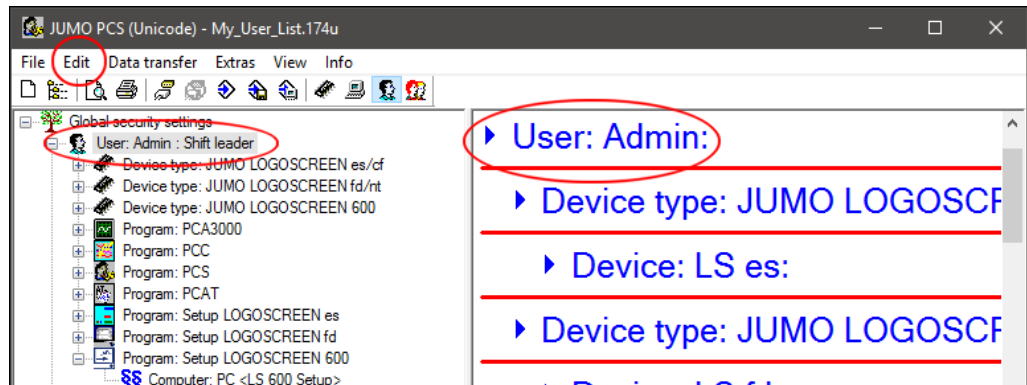 JUMO PCS (Unicode) - My_User_List.174u
File Edit Data transfer Extras View Info
Global security settings
User: Admin : Shift leader
Device type: JUMO LOGOSCREEN es/cf
Device type: JUMO LOGOSCREEN fd/nt
Device type: JUMO LOGOSCREEN 600
Program: PCA3000
Program: PCC
Program: PCS
Program: PCAT
Program: Setup LOGOSCREEN es
Program: Setup LOGOSCREEN fd
Program: Setup LOGOSCREEN 600
Computer: PC <LS 600 Setup>
User: Admin:
Device type: JUMO LOGOSCR
Device: LS es:
Device type: JUMO LOGOSCR